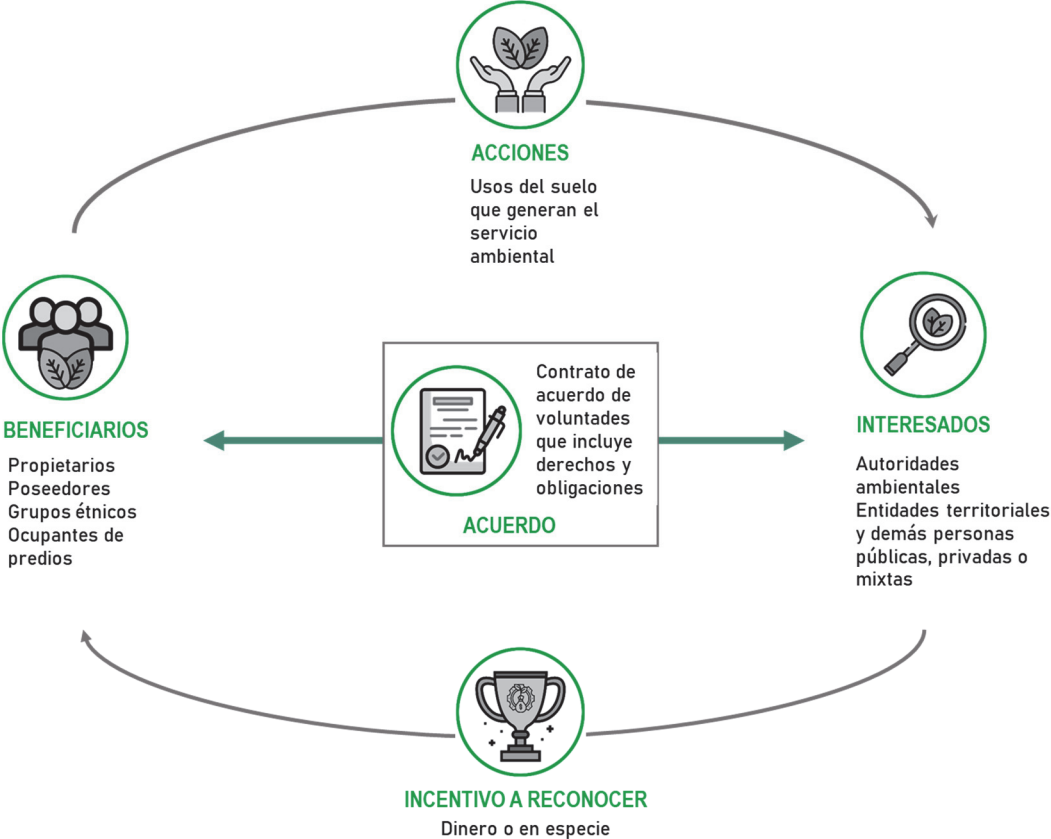 ACCIONES
Usos del suelo
que generan el
servicio
ambiental
BENEFICIARIOS
Propietarios
Poseedores
Grupos étnicos
Ocupantes de
predios
Contrato de
acuerdo de
voluntades
que incluye
derechos y
obligaciones
ACUERDO
INTERESADOS
Autoridades
ambientales
Entidades territoriales
y demás personas
públicas, privadas o
mixtas
INCENTIVO A RECONOCER
Dinero o en especie